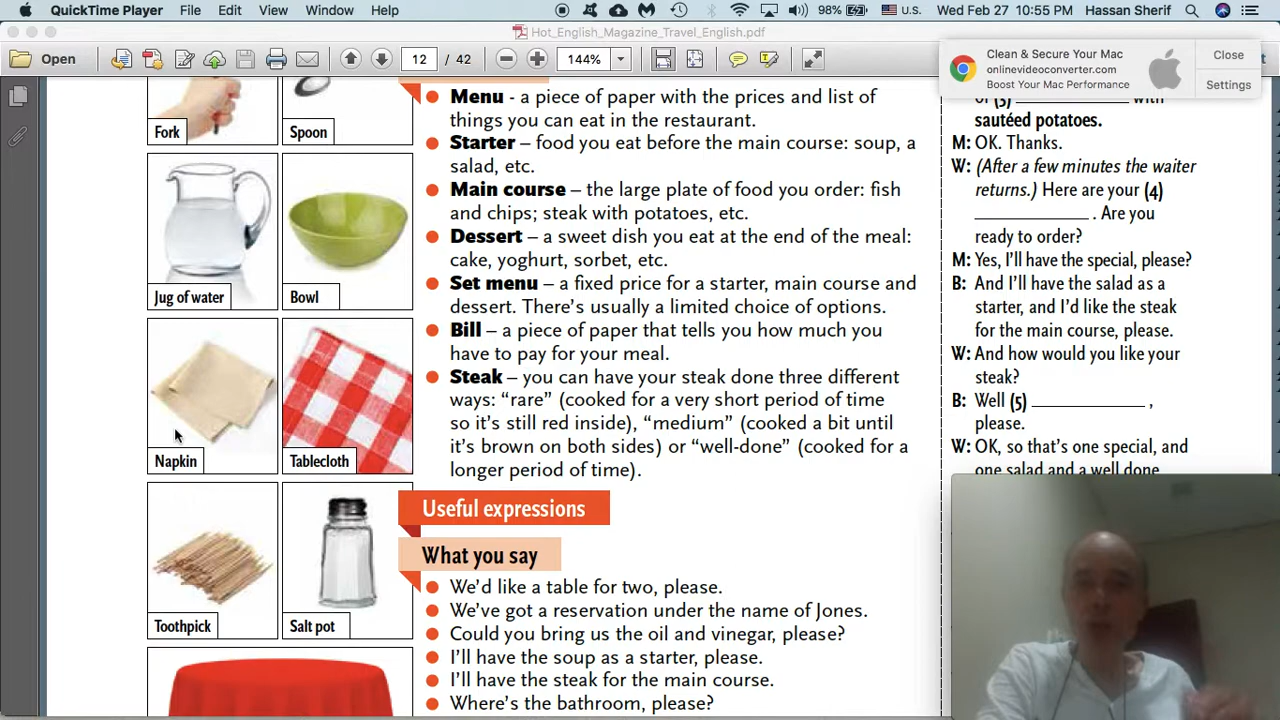 QuickTime Player File Edit View Window Help 98% U.S. Wed Feb 27 10:55 PM Hassan Sherif
Hot_English_Magazine_Travel_English.pdf
Open 12 / 42 144%
Clean & Secure Your Mac
onlinevideoconverter.com
Boost Your Mac Performance
Close
Settings
Fork
Spoon
Jug of water
Bowl
Napkin
Tablecloth
Toothpick
Salt pot
Menu - a piece of paper with the prices and list of
things you can eat in the restaurant.
Starter – food you eat before the main course: soup, a
salad, etc.
Main course – the large plate of food you order: fish
and chips; steak with potatoes, etc.
Dessert – a sweet dish you eat at the end of the meal:
cake, yoghurt, sorbet, etc.
Set menu – a fixed price for a starter, main course and
dessert. There's usually a limited choice of options.
Bill – a piece of paper that tells you how much you
have to pay for your meal.
Steak – you can have your steak done three different
ways: “rare” (cooked for a very short period of time
so it's still red inside), “medium” (cooked a bit until
it's brown on both sides) or “well-done” (cooked for a
longer period of time).
Useful expressions
What you say
We'd like a table for two, please.
We've got a reservation under the name of Jones.
Could you bring us the oil and vinegar, please?
I'll have the soup as a starter, please.
I'll have the steak for the main course.
Where's the bathroom, please?
of (3) ____________ with
sautéed potatoes.
M: OK. Thanks.
W: (After a few minutes the waiter
returns.) Here are your (4)
____________ . Are you
ready to order?
M: Yes, I'll have the special, please?
B: And I'll have the salad as a
starter, and I'd like the steak
for the main course, please.
W: And how would you like your
steak?
B: Well (5) ____________ ,
please.
W: OK, so that's one special, and
one salad and a well done